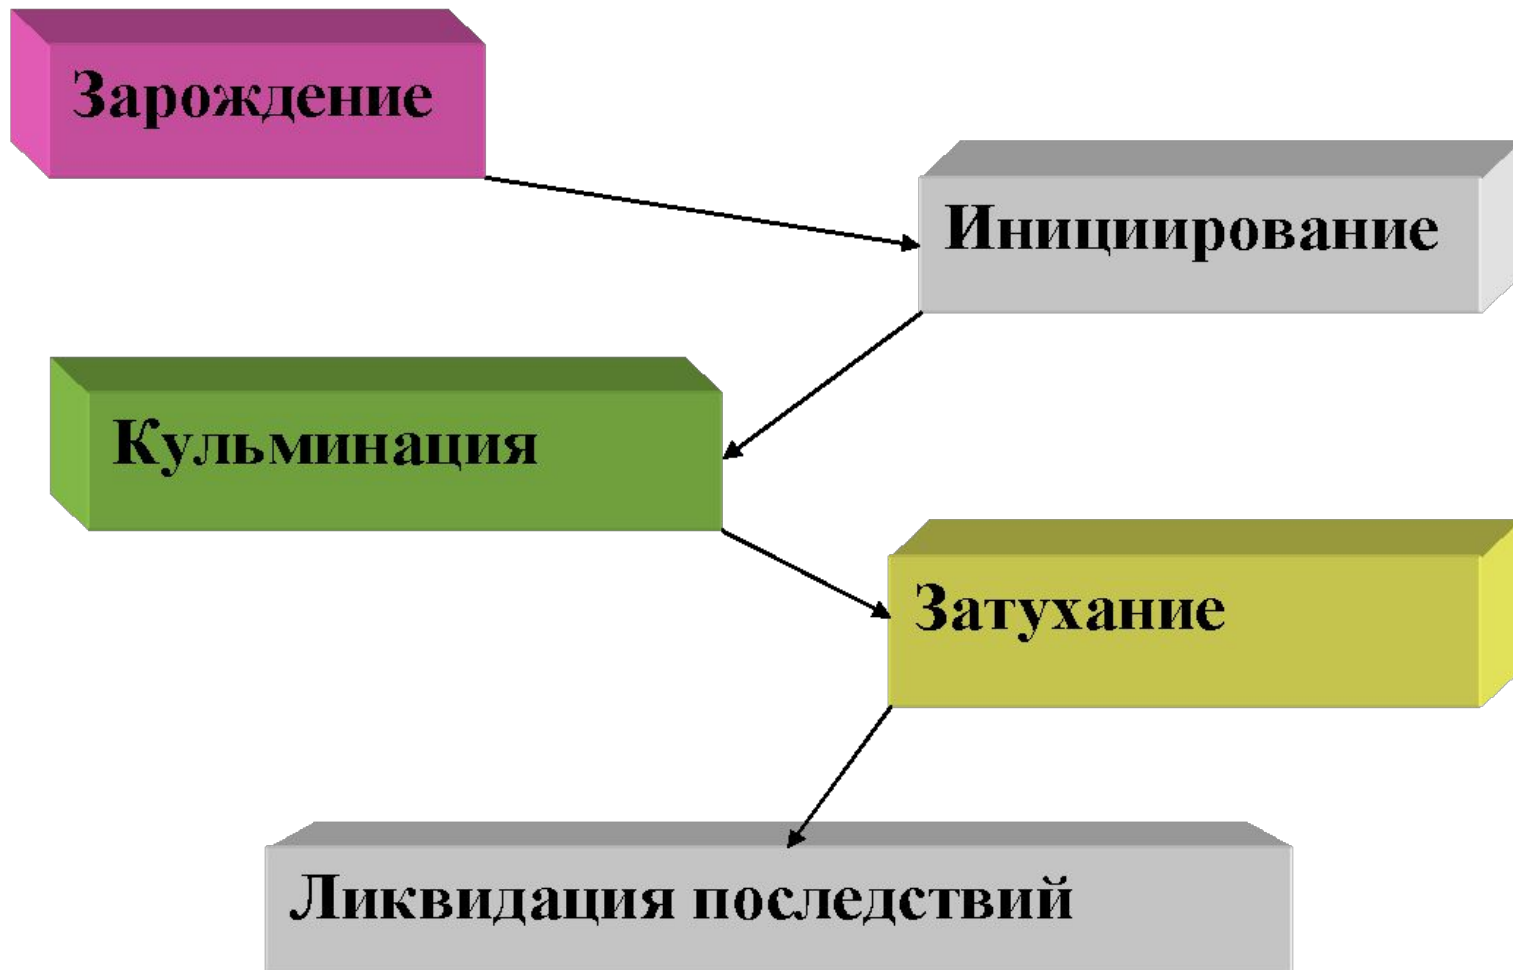 Зарождение
Инициирование
Кульминация
Затухание
Ликвидация последствий